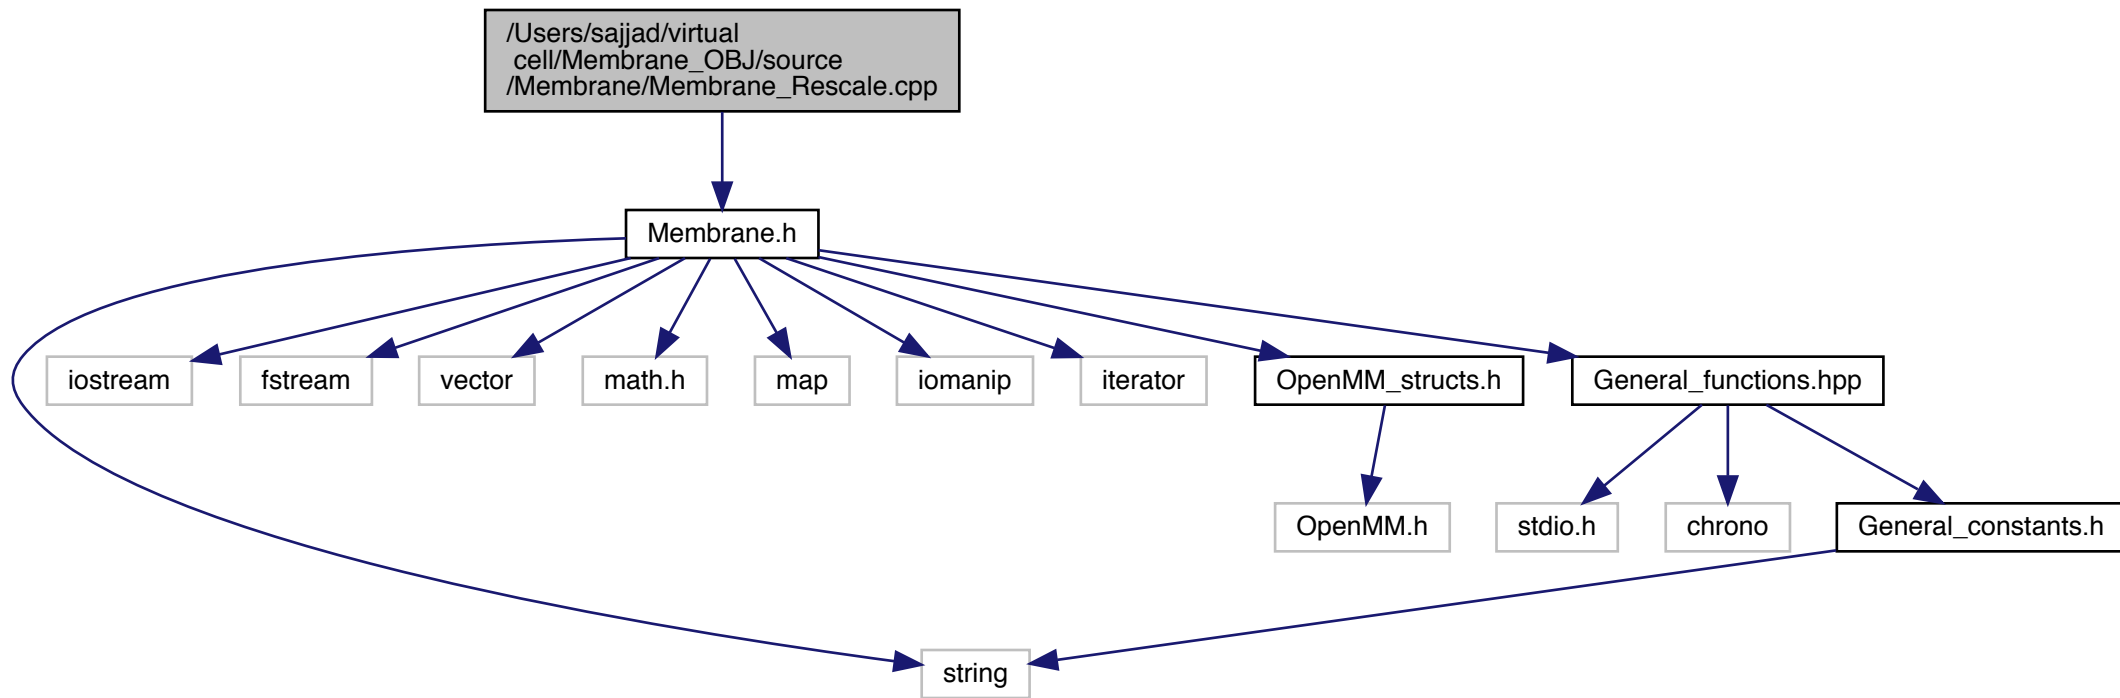 /Users/sajjad/virtual
cell/Membrane_OBJ/source
/Membrane/Membrane_Rescale.cpp
Membrane.h
iostream
fstream
vector
math.h
map
iomanip
iterator
OpenMM_structs.h
General_functions.hpp
OpenMM.h
stdio.h
chrono
General_constants.h
string